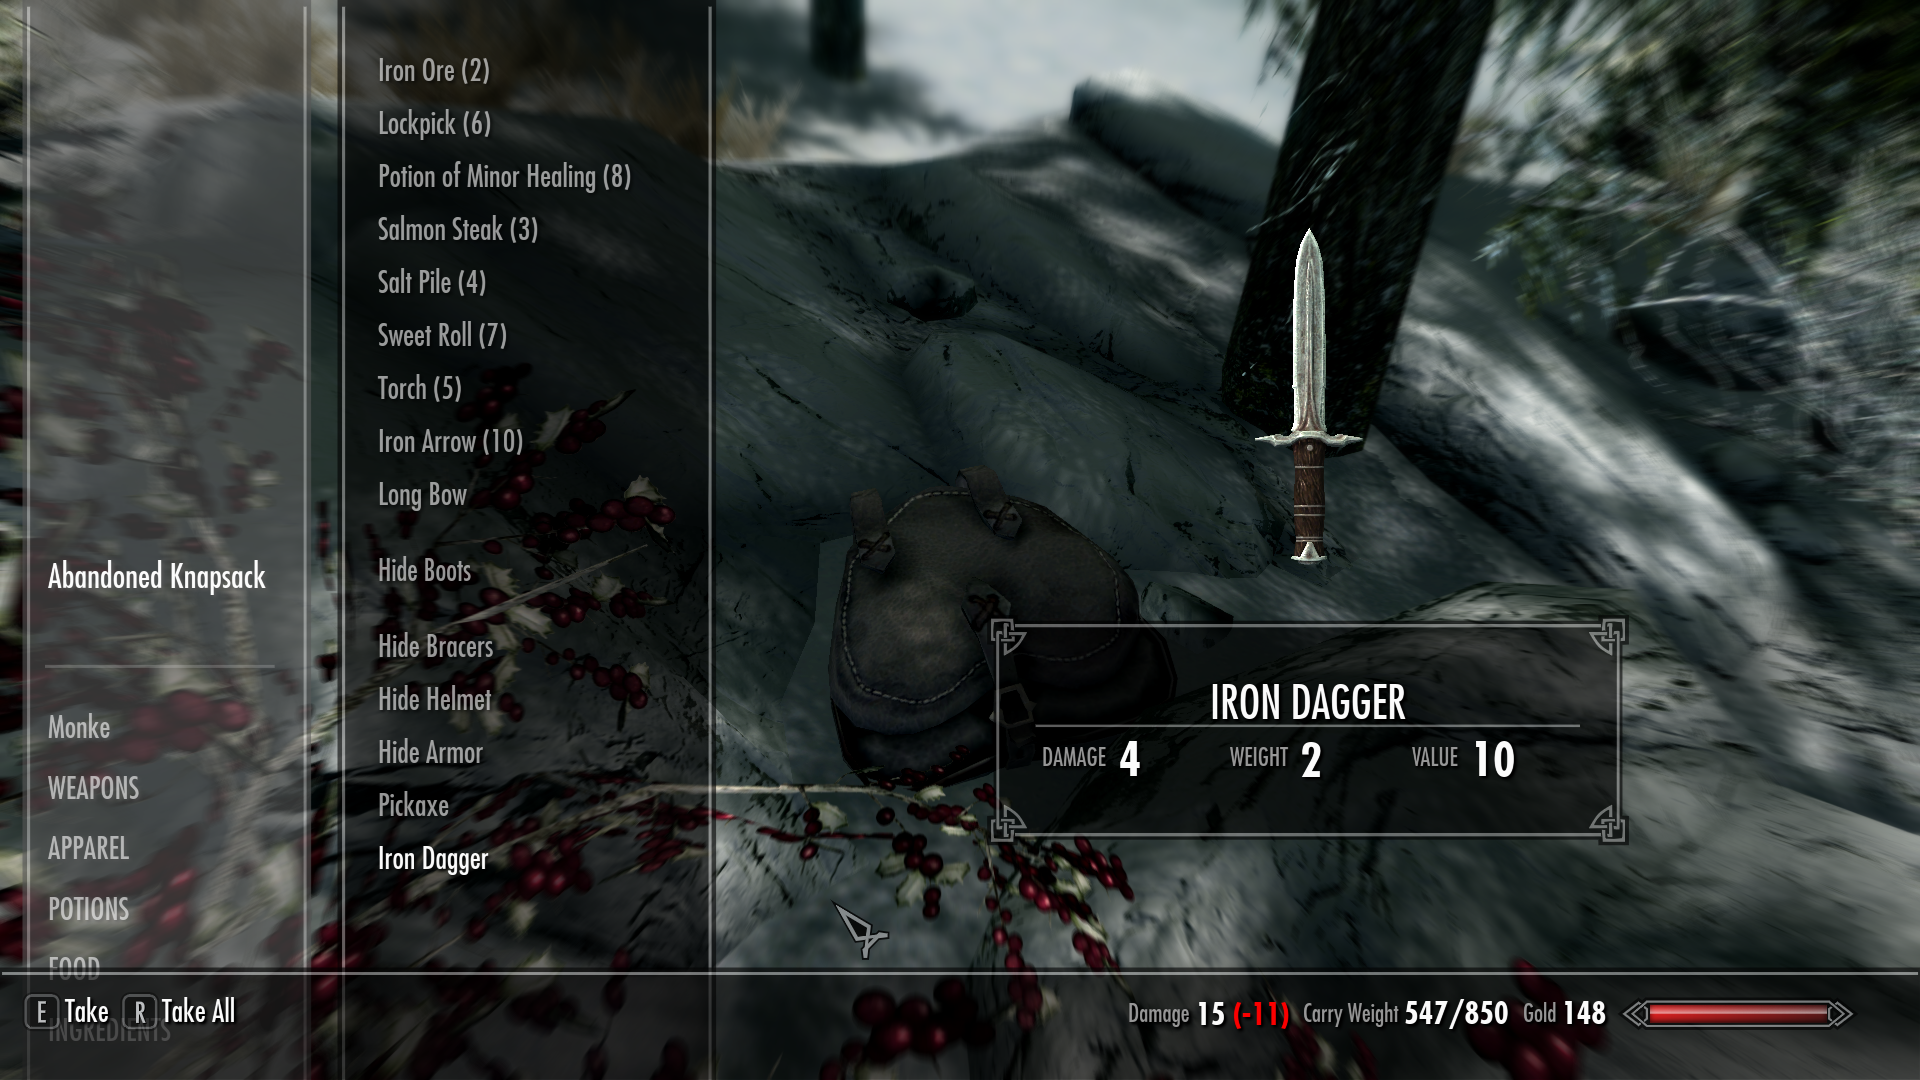 Iron Ore (2)
Lockpick (6)
Potion of Minor Healing (8)
Salmon Steak (3)
Salt Pile (4)
Sweet Roll (7)
Torch (5)
Iron Arrow (10)
Long Bow
Hide Boots
Hide Bracers
Hide Helmet
Hide Armor
Pickaxe
Iron Dagger
Abandoned Knapsack
Monke
WEAPONS
APPAREL
POTIONS
FOOD
INGREDIENTS
IRON DAGGER
DAMAGE 4 WEIGHT 2 VALUE 10
E Take R Take All
Damage 15 (-11) Carry Weight 547/850 Gold 148